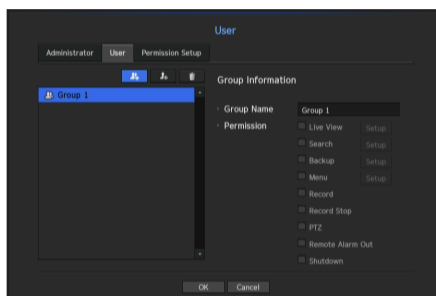 User
Administrator User Permission Setup
Group 1
Group Information
· Group Name Group 1
· Permission Live View Setup
Search Setup
Backup Setup
Menu Setup
Record
Record Stop
PTZ
Remote Alarm Out
Shutdown
OK Cancel